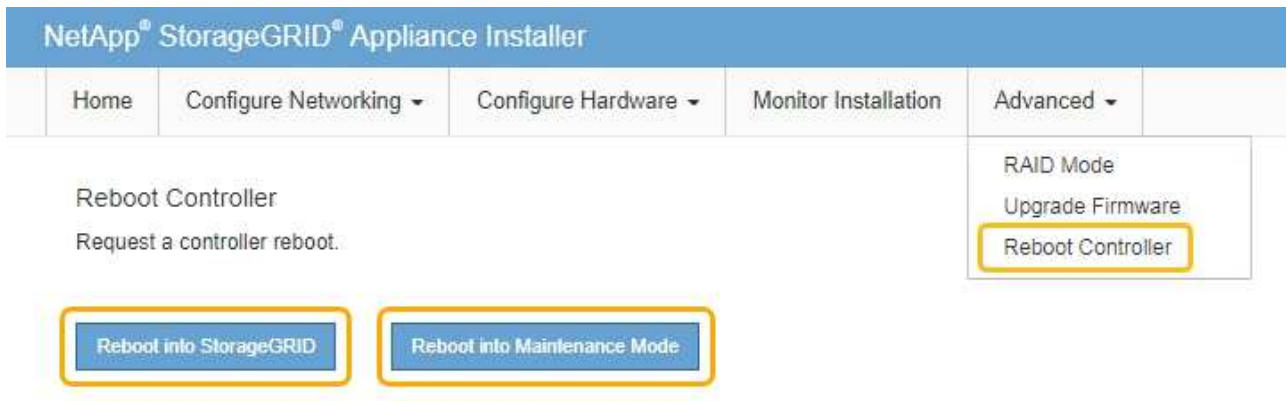 NetApp® StorageGRID® Appliance Installer
Home Configure Networking Configure Hardware Monitor Installation Advanced
RAID Mode
Upgrade Firmware
Reboot Controller
Reboot Controller
Request a controller reboot.
Reboot into StorageGRID Reboot into Maintenance Mode